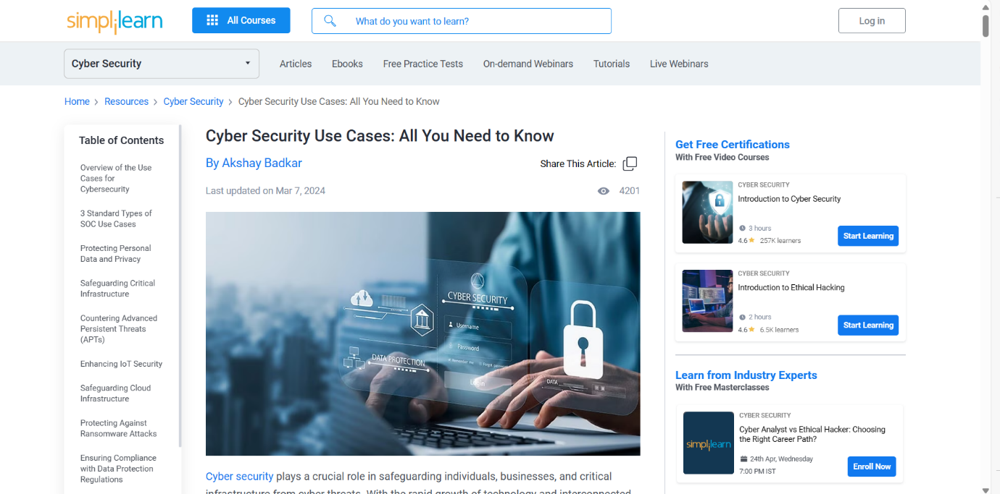 simplilearn
All Courses
What do you want to learn?
Log in
Cyber Security
Articles
Ebooks
Free Practice Tests
On-demand Webinars
Tutorials
Live Webinars
Home > Resources > Cyber Security > Cyber Security Use Cases: All You Need to Know
Table of Contents
Overview of the Use
Cases for
Cybersecurity
3 Standard Types of
SOC Use Cases
Protecting Personal
Data and Privacy
Safeguarding Critical
Infrastructure
Countering Advanced
Persistent Threats
(APTs)
Enhancing IoT Security
Safeguarding Cloud
Infrastructure
Protecting Against
Ransomware Attacks
Ensuring Compliance
with Data Protection
Regulations
Cyber Security Use Cases: All You Need to Know
By Akshay Badkar
Share This Article:
Last updated on Mar 7, 2024
4201
CYBER SECURITY
Username
Password
Remember me
Forgot password
Login
DATA PROTECTION
DATA
Cyber security plays a crucial role in safeguarding individuals, businesses, and critical
infrastructure from cyber threats. With the rapid growth of technology and interconnected
Get Free Certifications
With Free Video Courses
CYBER SECURITY
Introduction to Cyber Security
3 hours
4.6 257K learners
Start Learning
CYBER SECURITY
Introduction to Ethical Hacking
2 hours
4.6 6.5K learners
Start Learning
Learn from Industry Experts
With Free Masterclasses
simplilearn
CYBER SECURITY
Cyber Analyst vs Ethical Hacker: Choosing
the Right Career Path?
24th Apr, Wednesday
7:00 PM IST
Enroll Now